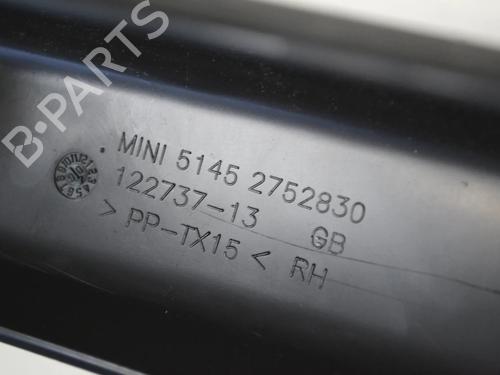 B-PARTS
MINI 5145 2752830
122737-13 GB
> PP-TX15 < RH